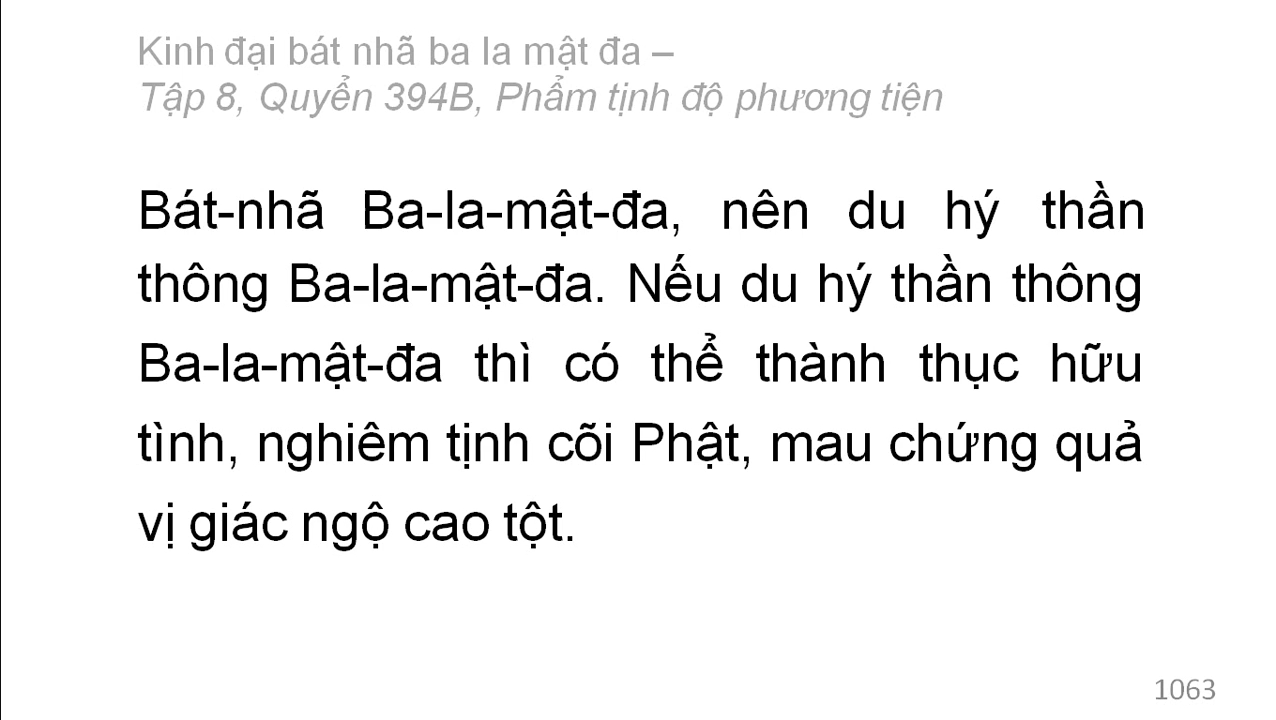 Kinh đại bát nhã ba la mật đa –
Tập 8, Quyển 394B, Phẩm tịnh độ phương tiện
Bát-nhã Ba-la-mật-đa, nên du hý thần
thông Ba-la-mật-đa. Nếu du hý thần thông
Ba-la-mật-đa thì có thể thành thục hữu
tình, nghiêm tịnh cõi Phật, mau chứng quả
vị giác ngộ cao tột.
1063